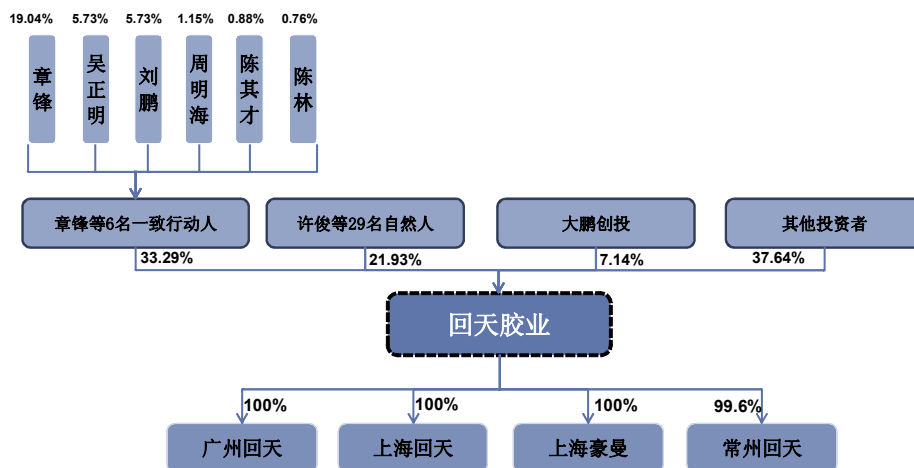 19.04% 5.73% 5.73% 1.15% 0.88% 0.76%
章锋
吴正明
刘鹏
周明海
陈其才
陈林
章锋等6名一致行动人
许俊等29名自然人
大鹏创投
其他投资者
33.29%
21.93%
7.14%
37.64%
回天胶业
100%
100%
100%
99.6%
广州回天
上海回天
上海豪曼
常州回天